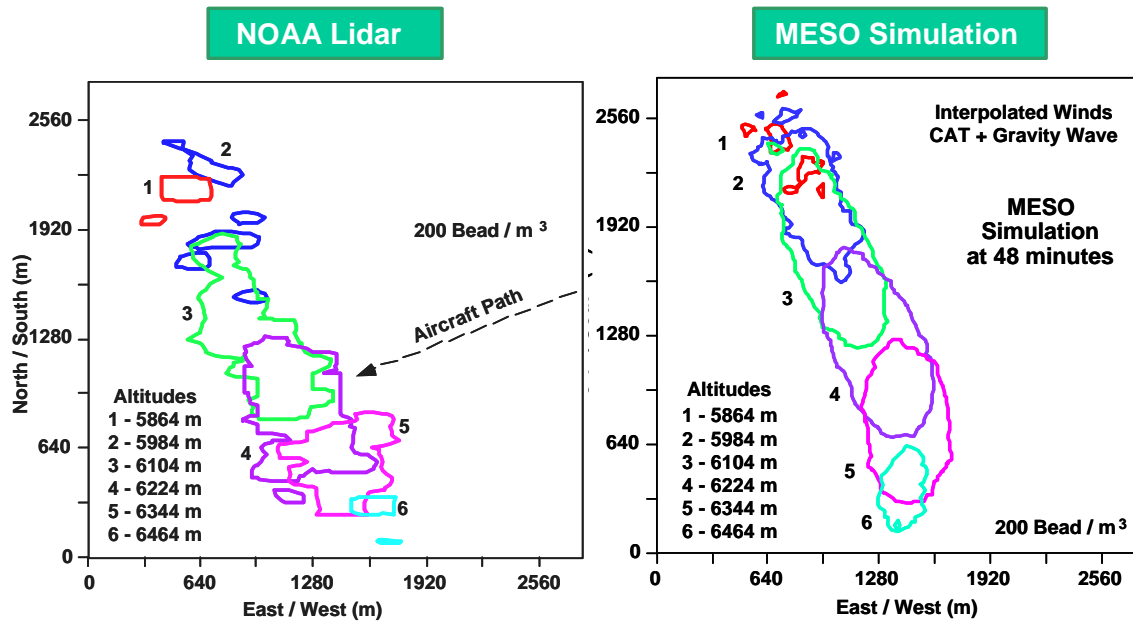 NOAA Lidar
MESO Simulation
2560
1920
1280
640
0
North / South (m)
2
1
200 Bead / m³
3
Aircraft Path
Altitudes
1 - 5864 m
2 - 5984 m
3 - 6104 m
4 - 6224 m
5 - 6344 m
6 - 6464 m
5
4
6
0
640
1280
1920
2560
East / West (m)
2560
1920
1280
640
0
Interpolated Winds
CAT + Gravity Wave
1
2
MESO
Simulation
at 48 minutes
3
Altitudes
1 - 5864 m
2 - 5984 m
3 - 6104 m
4 - 6224 m
5 - 6344 m
6 - 6464 m
4
5
6
200 Bead / m³
0
640
1280
1920
2560
East / West (m)